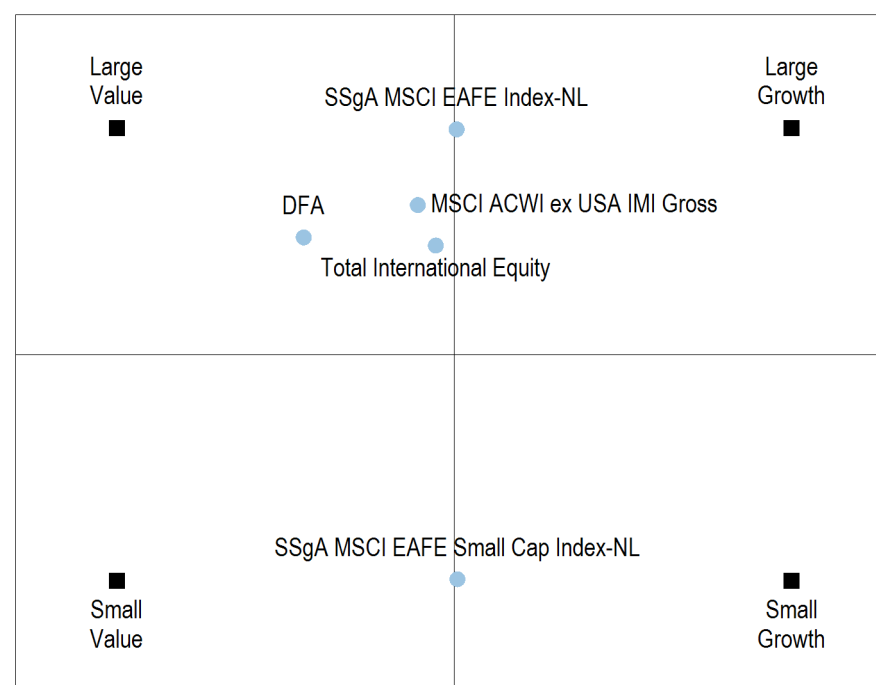 Large
Value
Large
Growth
SSgA MSCI EAFE Index-NL
DFA
MSCI ACWI ex USA IMI Gross
Total International Equity
SSgA MSCI EAFE Small Cap Index-NL
Small
Value
Small
Growth